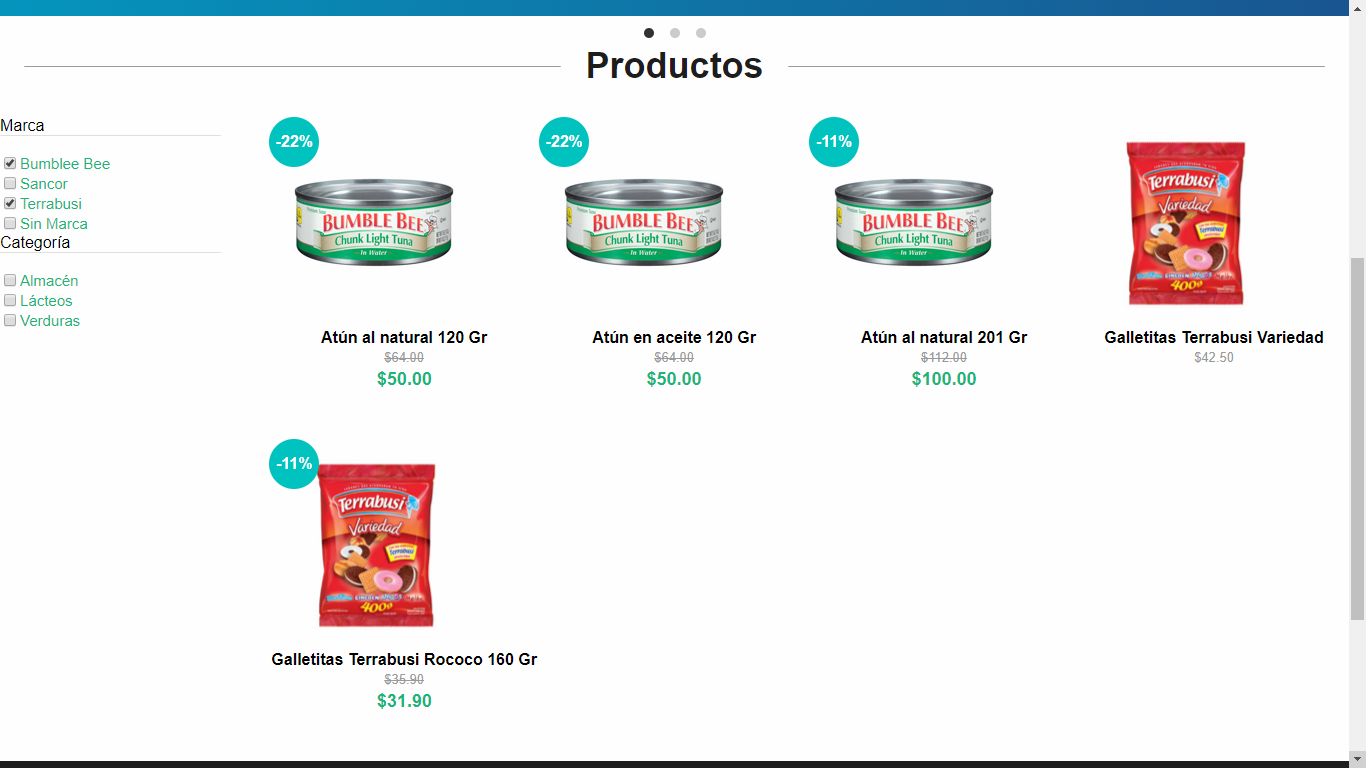 Productos
Marca
Bumblee Bee
Sancor
Terrabusi
Sin Marca
Categoría
Almacén
Lácteos
Verduras
-22%
BUMBLE BEE
Chunk Light Tuna
In Water
Atún al natural 120 Gr
$64.00
$50.00
-22%
BUMBLE BEE
Chunk Light Tuna
In Water
Atún en aceite 120 Gr
$64.00
$50.00
-11%
BUMBLE BEE
Chunk Light Tuna
In Water
Atún al natural 201 Gr
$112.00
$100.00
Terrabusi
Variedad
Terrabusi
400g
Galletitas Terrabusi Variedad
$42.50
-11%
Terrabusi
Variedad
Terrabusi
400g
Galletitas Terrabusi Rococo 160 Gr
$35.90
$31.90